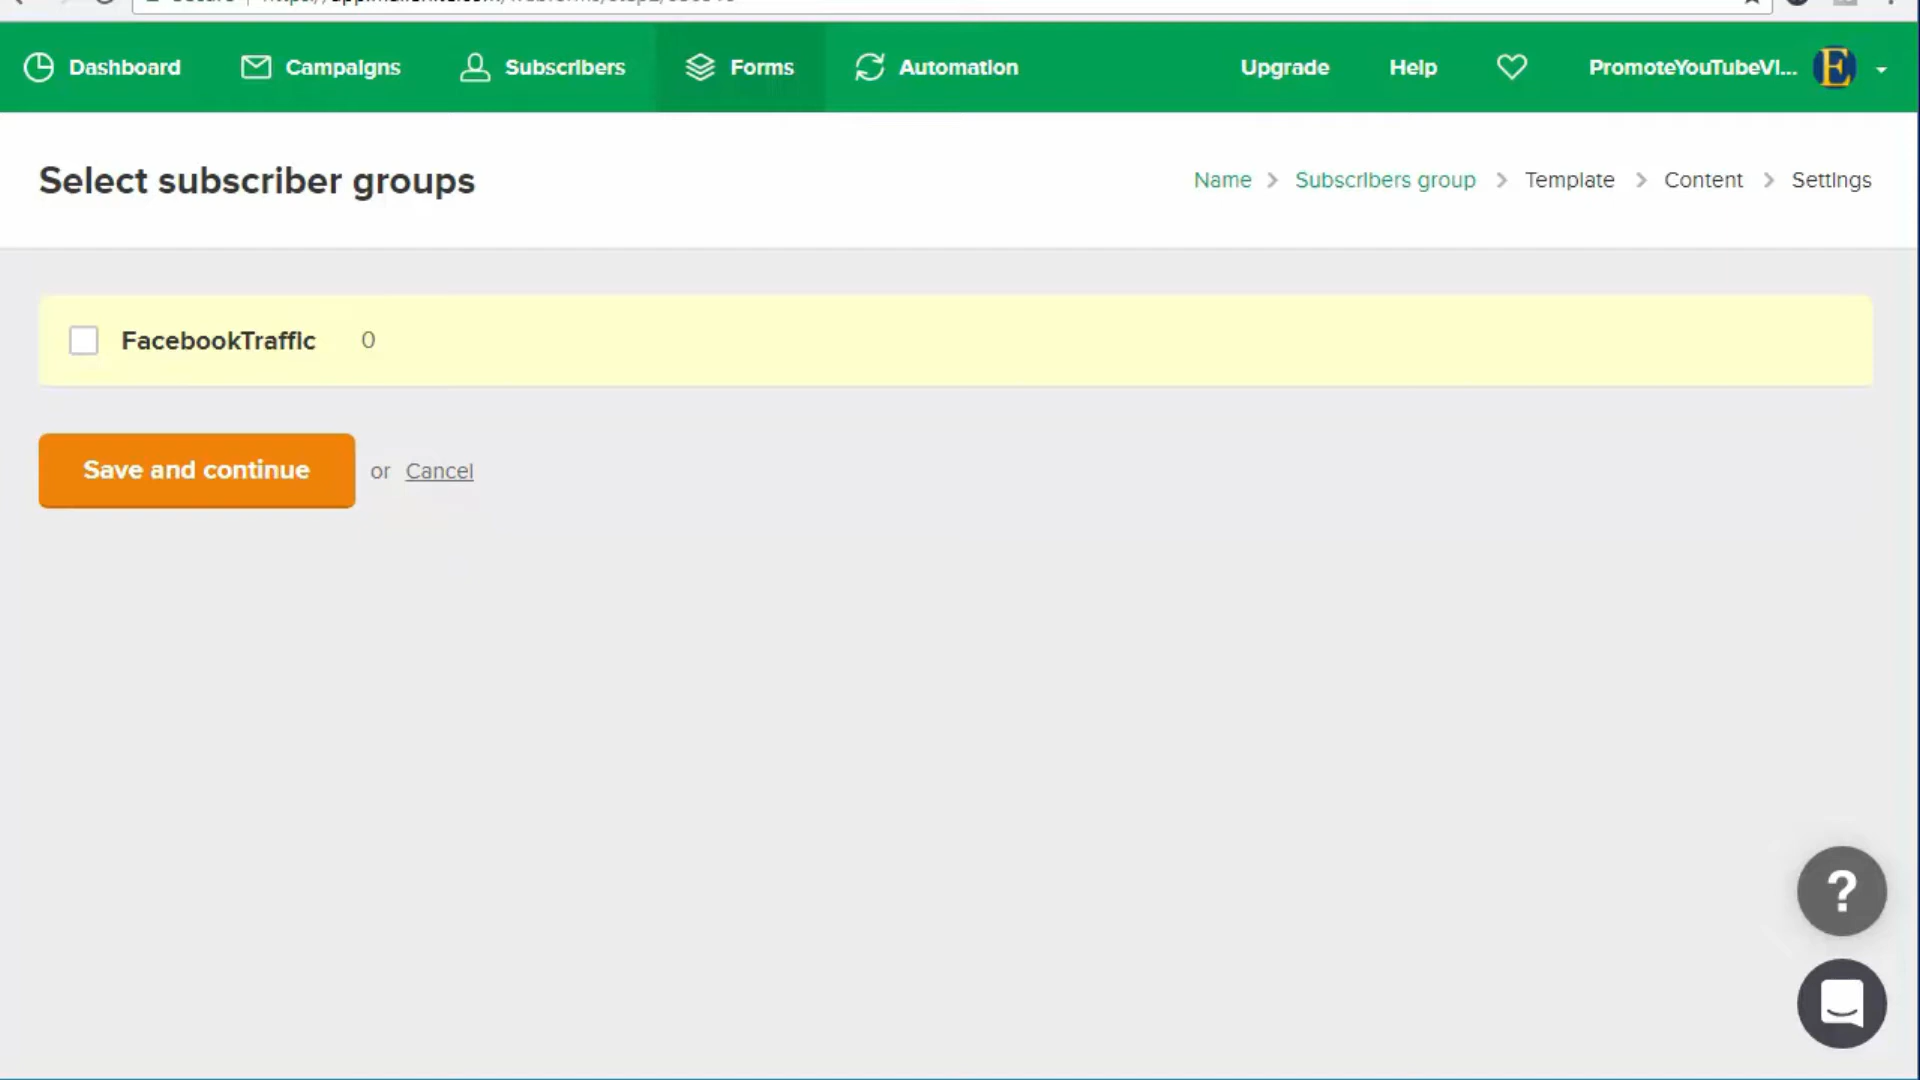 Dashboard
Campaigns
Subscribers
Forms
Automation
Upgrade
Help
PromoteYouTubeVi...
E
Select subscriber groups
Name > Subscribers group > Template > Content > Settings
FacebookTraffic 0
Save and continue or Cancel
?